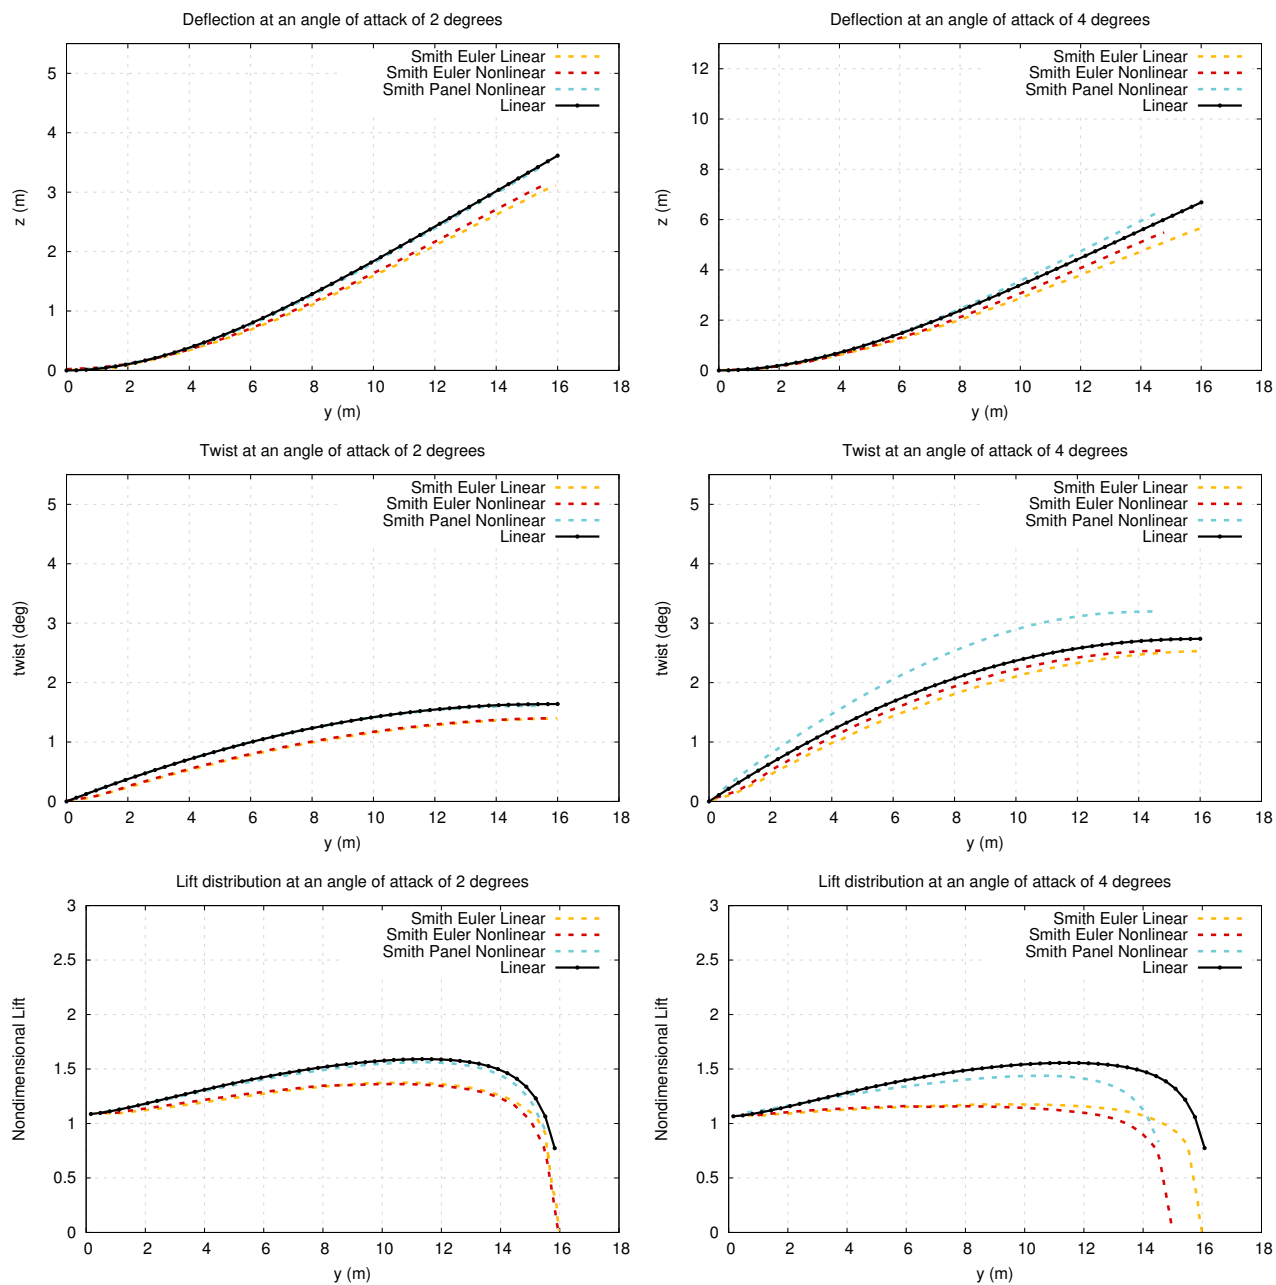 Deflection at an angle of attack of 2 degrees
Smith Euler Linear
Smith Euler Nonlinear
Smith Panel Nonlinear
Linear
5
4
3
2
1
0
z (m)
0 2 4 6 8 10 12 14 16 18
y (m)
Deflection at an angle of attack of 4 degrees
Smith Euler Linear
Smith Euler Nonlinear
Smith Panel Nonlinear
Linear
12
10
8
6
4
2
0
z (m)
0 2 4 6 8 10 12 14 16 18
y (m)
Twist at an angle of attack of 2 degrees
Smith Euler Linear
Smith Euler Nonlinear
Smith Panel Nonlinear
Linear
5
4
3
2
1
0
twist (deg)
0 2 4 6 8 10 12 14 16 18
y (m)
Twist at an angle of attack of 4 degrees
Smith Euler Linear
Smith Euler Nonlinear
Smith Panel Nonlinear
Linear
5
4
3
2
1
0
twist (deg)
0 2 4 6 8 10 12 14 16 18
y (m)
Lift distribution at an angle of attack of 2 degrees
Smith Euler Linear
Smith Euler Nonlinear
Smith Panel Nonlinear
Linear
3
2.5
2
1.5
1
0.5
0
Nondimensional Lift
0 2 4 6 8 10 12 14 16 18
y (m)
Lift distribution at an angle of attack of 4 degrees
Smith Euler Linear
Smith Euler Nonlinear
Smith Panel Nonlinear
Linear
3
2.5
2
1.5
1
0.5
0
Nondimensional Lift
0 2 4 6 8 10 12 14 16 18
y (m)